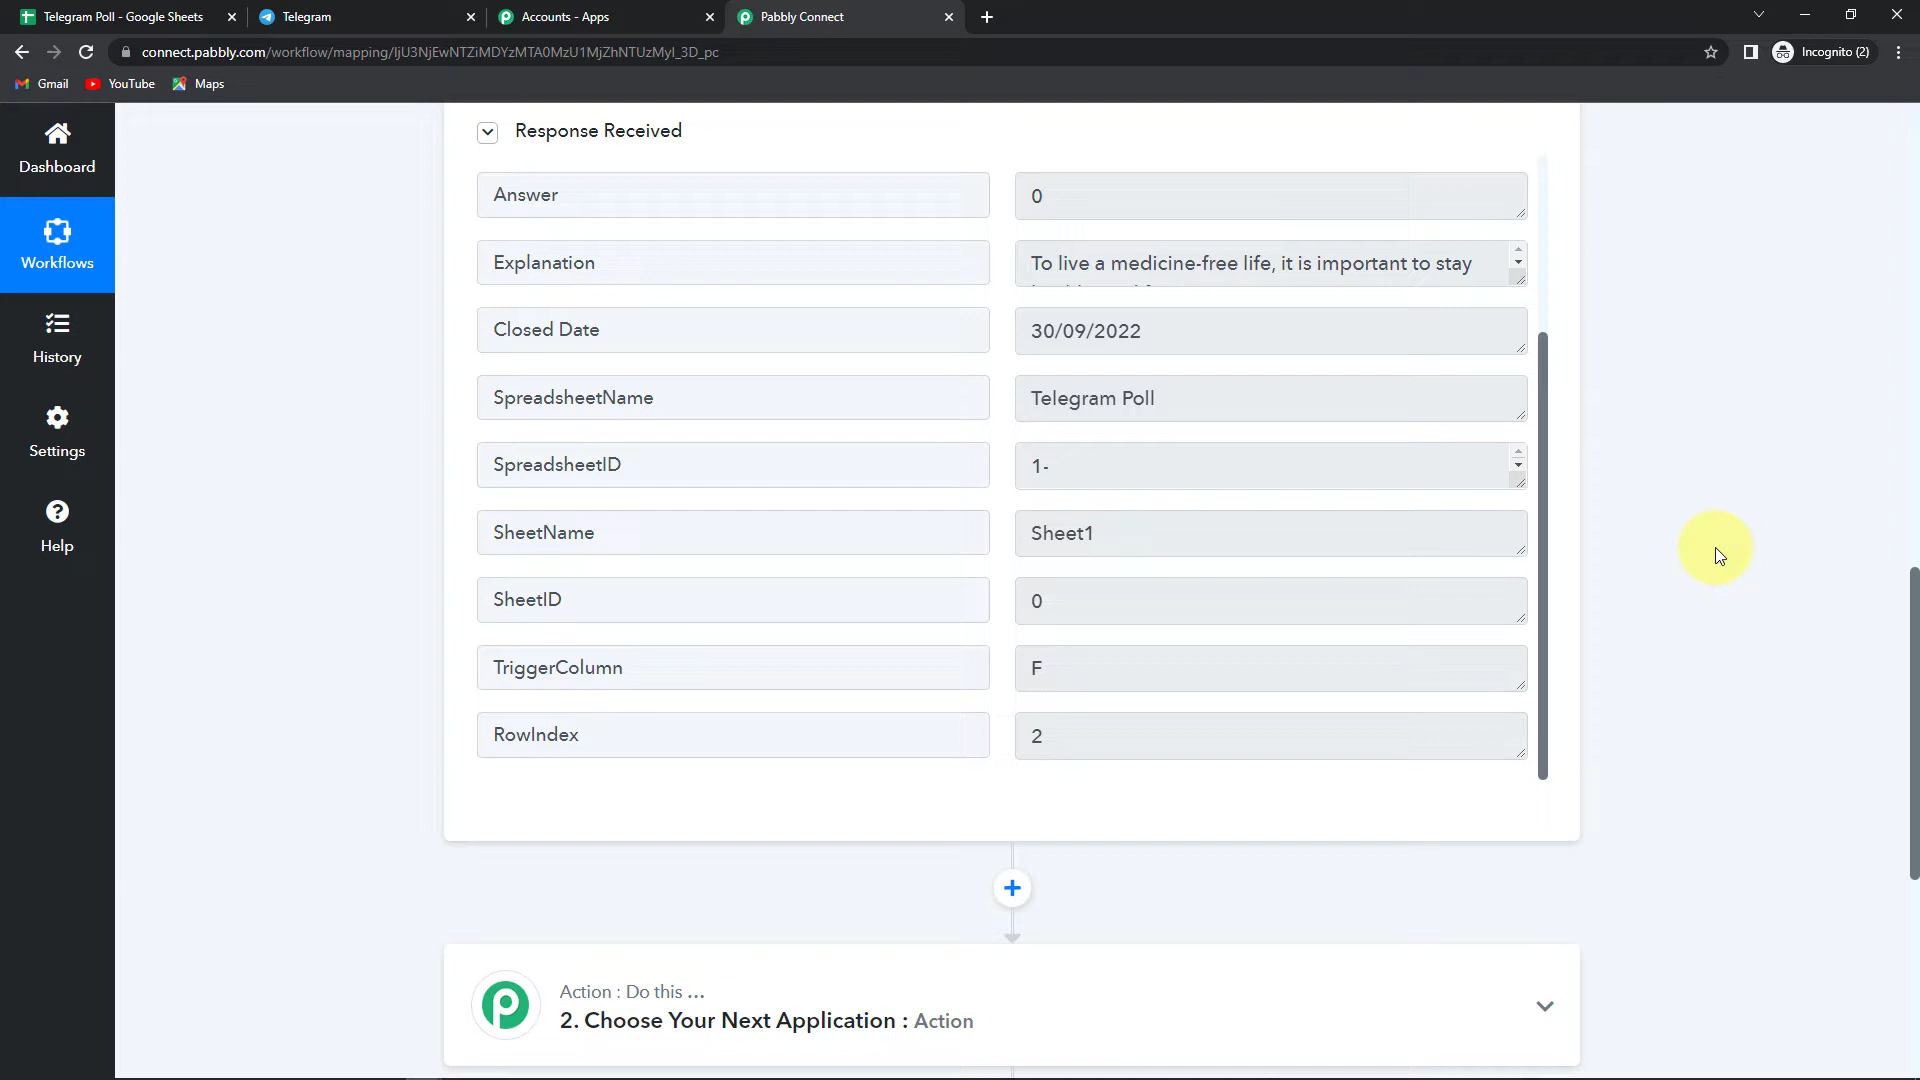 Telegram Poll - Google Sheets
Telegram
Accounts - Apps
Pabbly Connect
connect.pabbly.com/workflow/mapping/IjU3NjEwNTZiMDYzMTA0MzU1MjZhNTUzMyI_3D_pc
Incognito (2)
Gmail
YouTube
Maps
Dashboard
Workflows
History
Settings
Help
Response Received
Answer
0
Explanation
To live a medicine-free life, it is important to stay
Closed Date
30/09/2022
SpreadsheetName
Telegram Poll
SpreadsheetID
1-
SheetName
Sheet1
SheetID
0
TriggerColumn
F
RowIndex
2
Action : Do this ...
2. Choose Your Next Application : Action